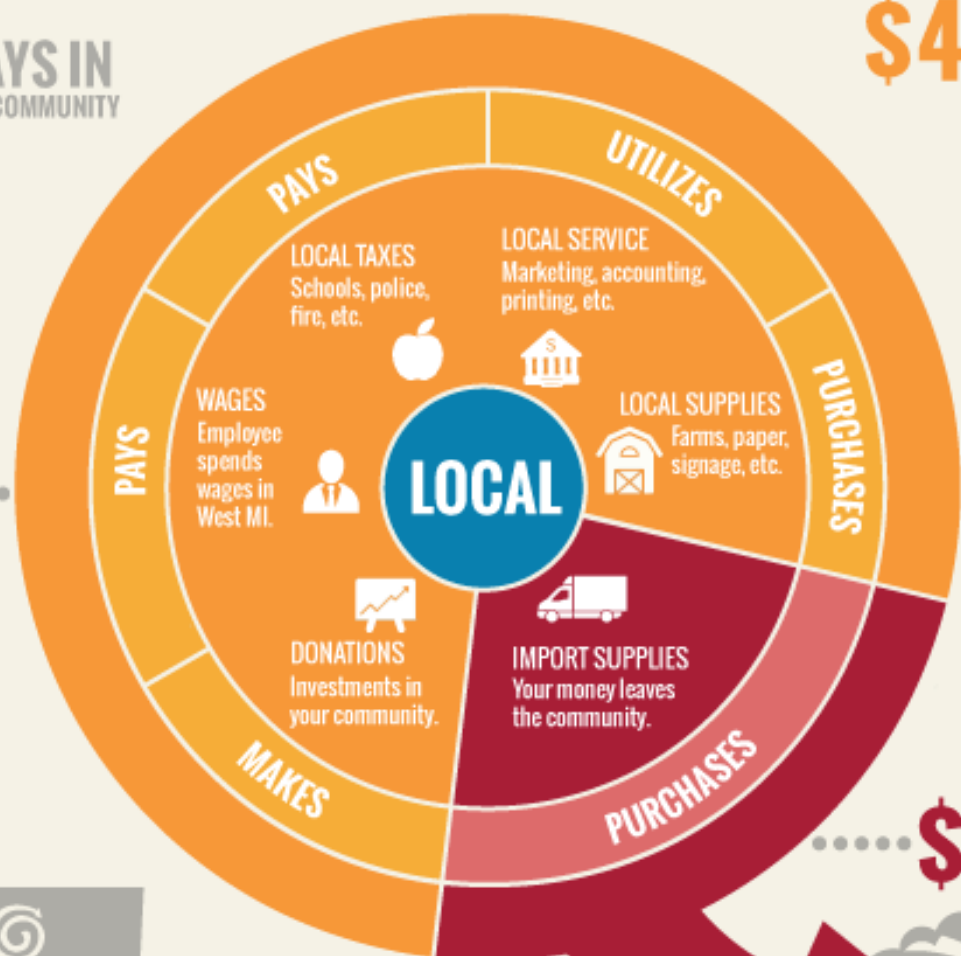 AYS IN
COMMUNITY
$4
PAYS
UTILIZES
LOCAL TAXES
Schools, police,
fire, etc.
LOCAL SERVICE
Marketing, accounting,
printing, etc.
$
WAGES
Employee
spends
wages in
West MI.
PAYS
LOCAL
LOCAL SUPPLIES
Farms, paper,
signage, etc.
PURCHASES
DONATIONS
Investments in
your community.
IMPORT SUPPLIES
Your money leaves
the community.
MAKES
PURCHASES
$